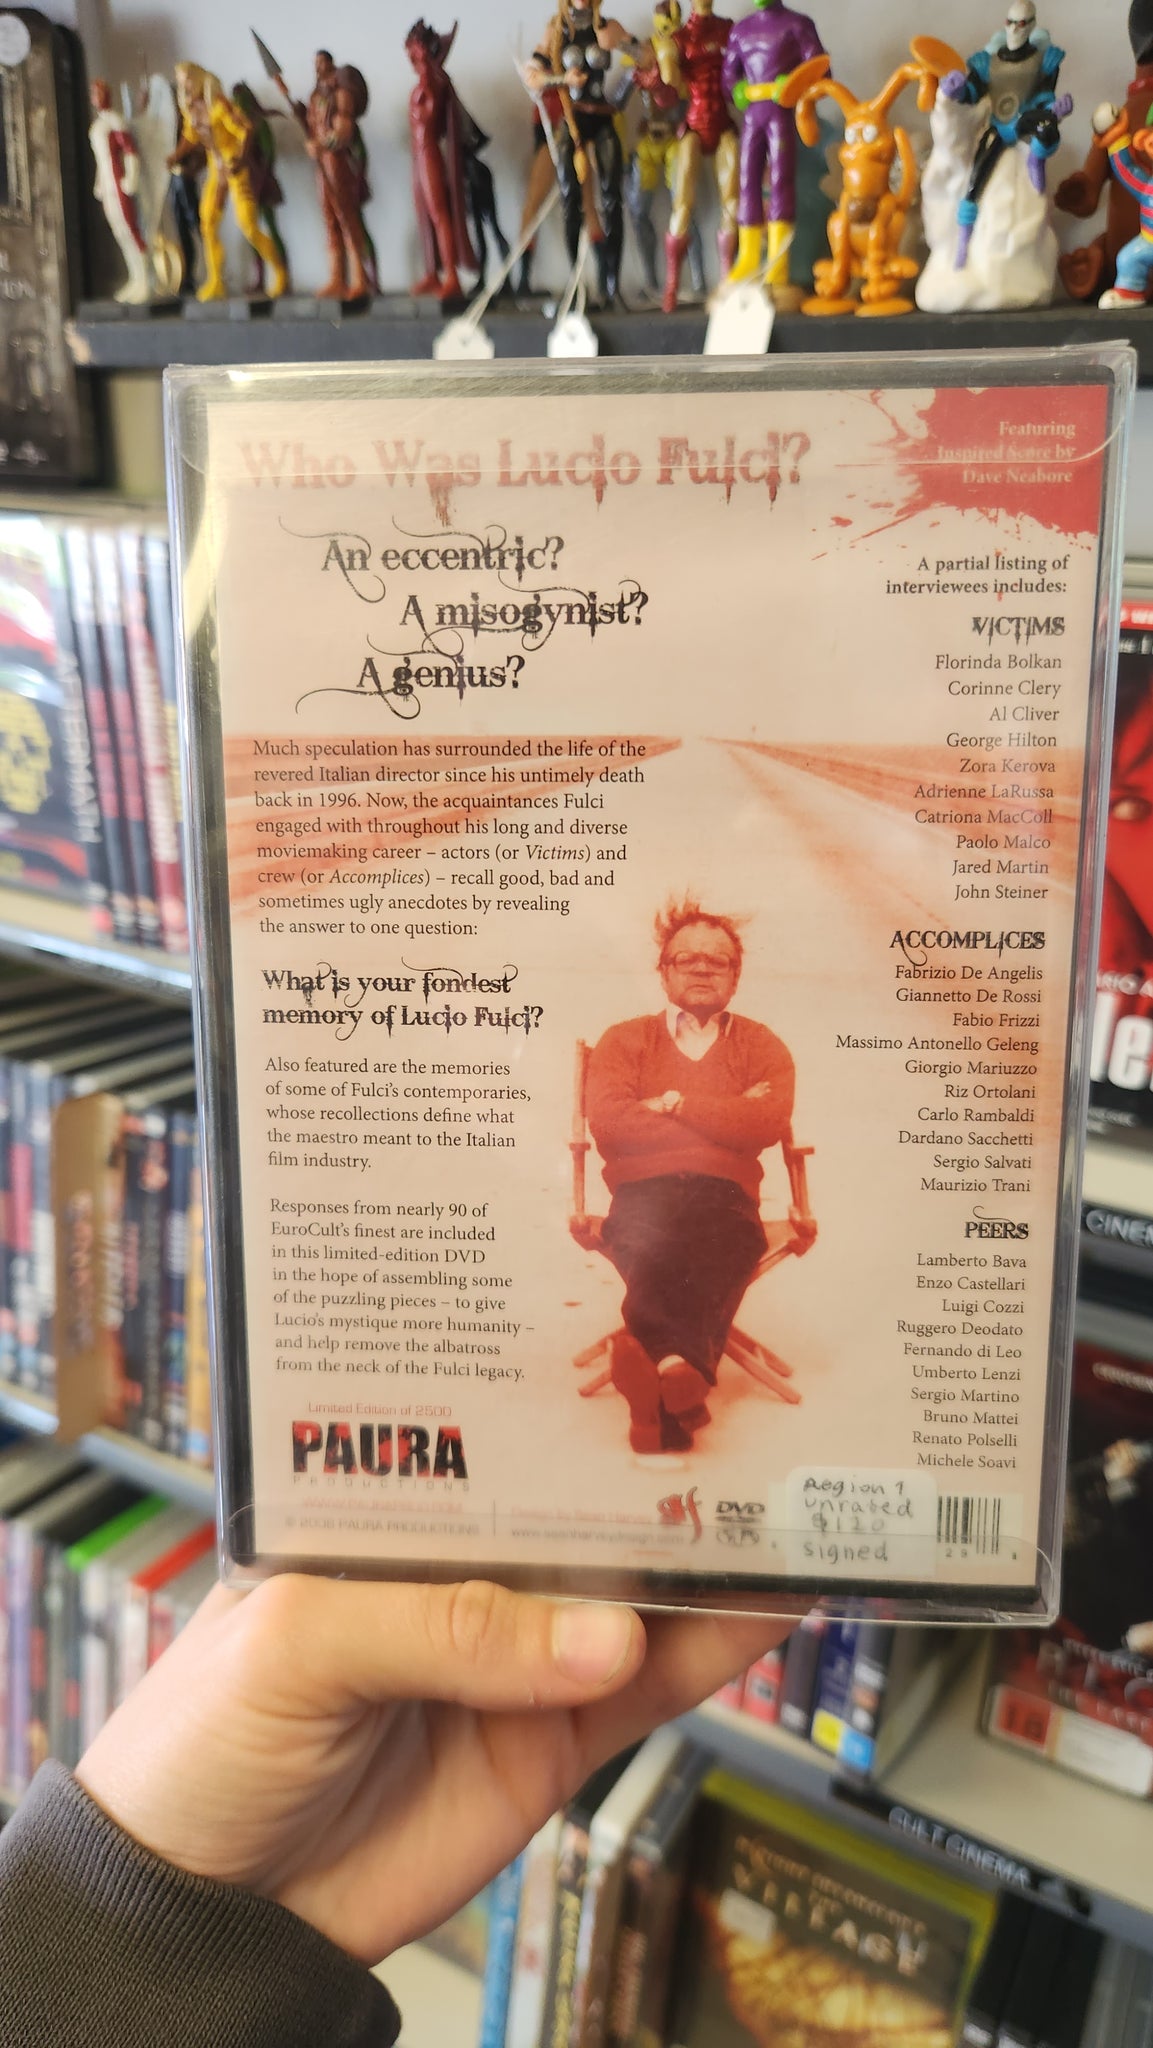 Who Was Lucio Fulci?
An eccentric?
A misogynist?
A genius?
Much speculation has surrounded the life of the
revered Italian director since his untimely death
back in 1996. Now, the acquaintances Fulci
engaged with throughout his long and diverse
moviemaking career – actors (or Victims) and
crew (or Accomplices) – recall good, bad and
sometimes ugly anecdotes by revealing
the answer to one question:
What is your fondest
memory of Lucio Fulci?
Also featured are the memories
of some of Fulci's contemporaries,
whose recollections define what
the maestro meant to the Italian
film industry.
Responses from nearly 90 of
EuroCult's finest are included
in this limited-edition DVD
in the hope of assembling some
of the puzzling pieces – to give
Lucio's mystique more humanity –
and help remove the albatross
from the neck of the Fulci legacy.
Limited Edition of 2500
PAURA
PRODUCTIONS
© 2008 PAURA PRODUCTIONS
Featuring
Inspired Score by
Dave Neabore
A partial listing of
interviewees includes:
VICTIMS
Florinda Bolkan
Corinne Clery
Al Cliver
George Hilton
Zora Kerova
Adrienne LaRussa
Catriona MacColl
Paolo Malco
Jared Martin
John Steiner
ACCOMPLICES
Fabrizio De Angelis
Giannetto De Rossi
Fabio Frizzi
Massimo Antonello Geleng
Giorgio Mariuzzo
Riz Ortolani
Carlo Rambaldi
Dardano Sacchetti
Sergio Salvati
Maurizio Trani
PEERS
Lamberto Bava
Enzo Castellari
Luigi Cozzi
Ruggero Deodato
Fernando di Leo
Umberto Lenzi
Sergio Martino
Bruno Mattei
Renato Polselli
Michele Soavi
DVD
Region 1
unrated
$120
signed
CULT CINEMA